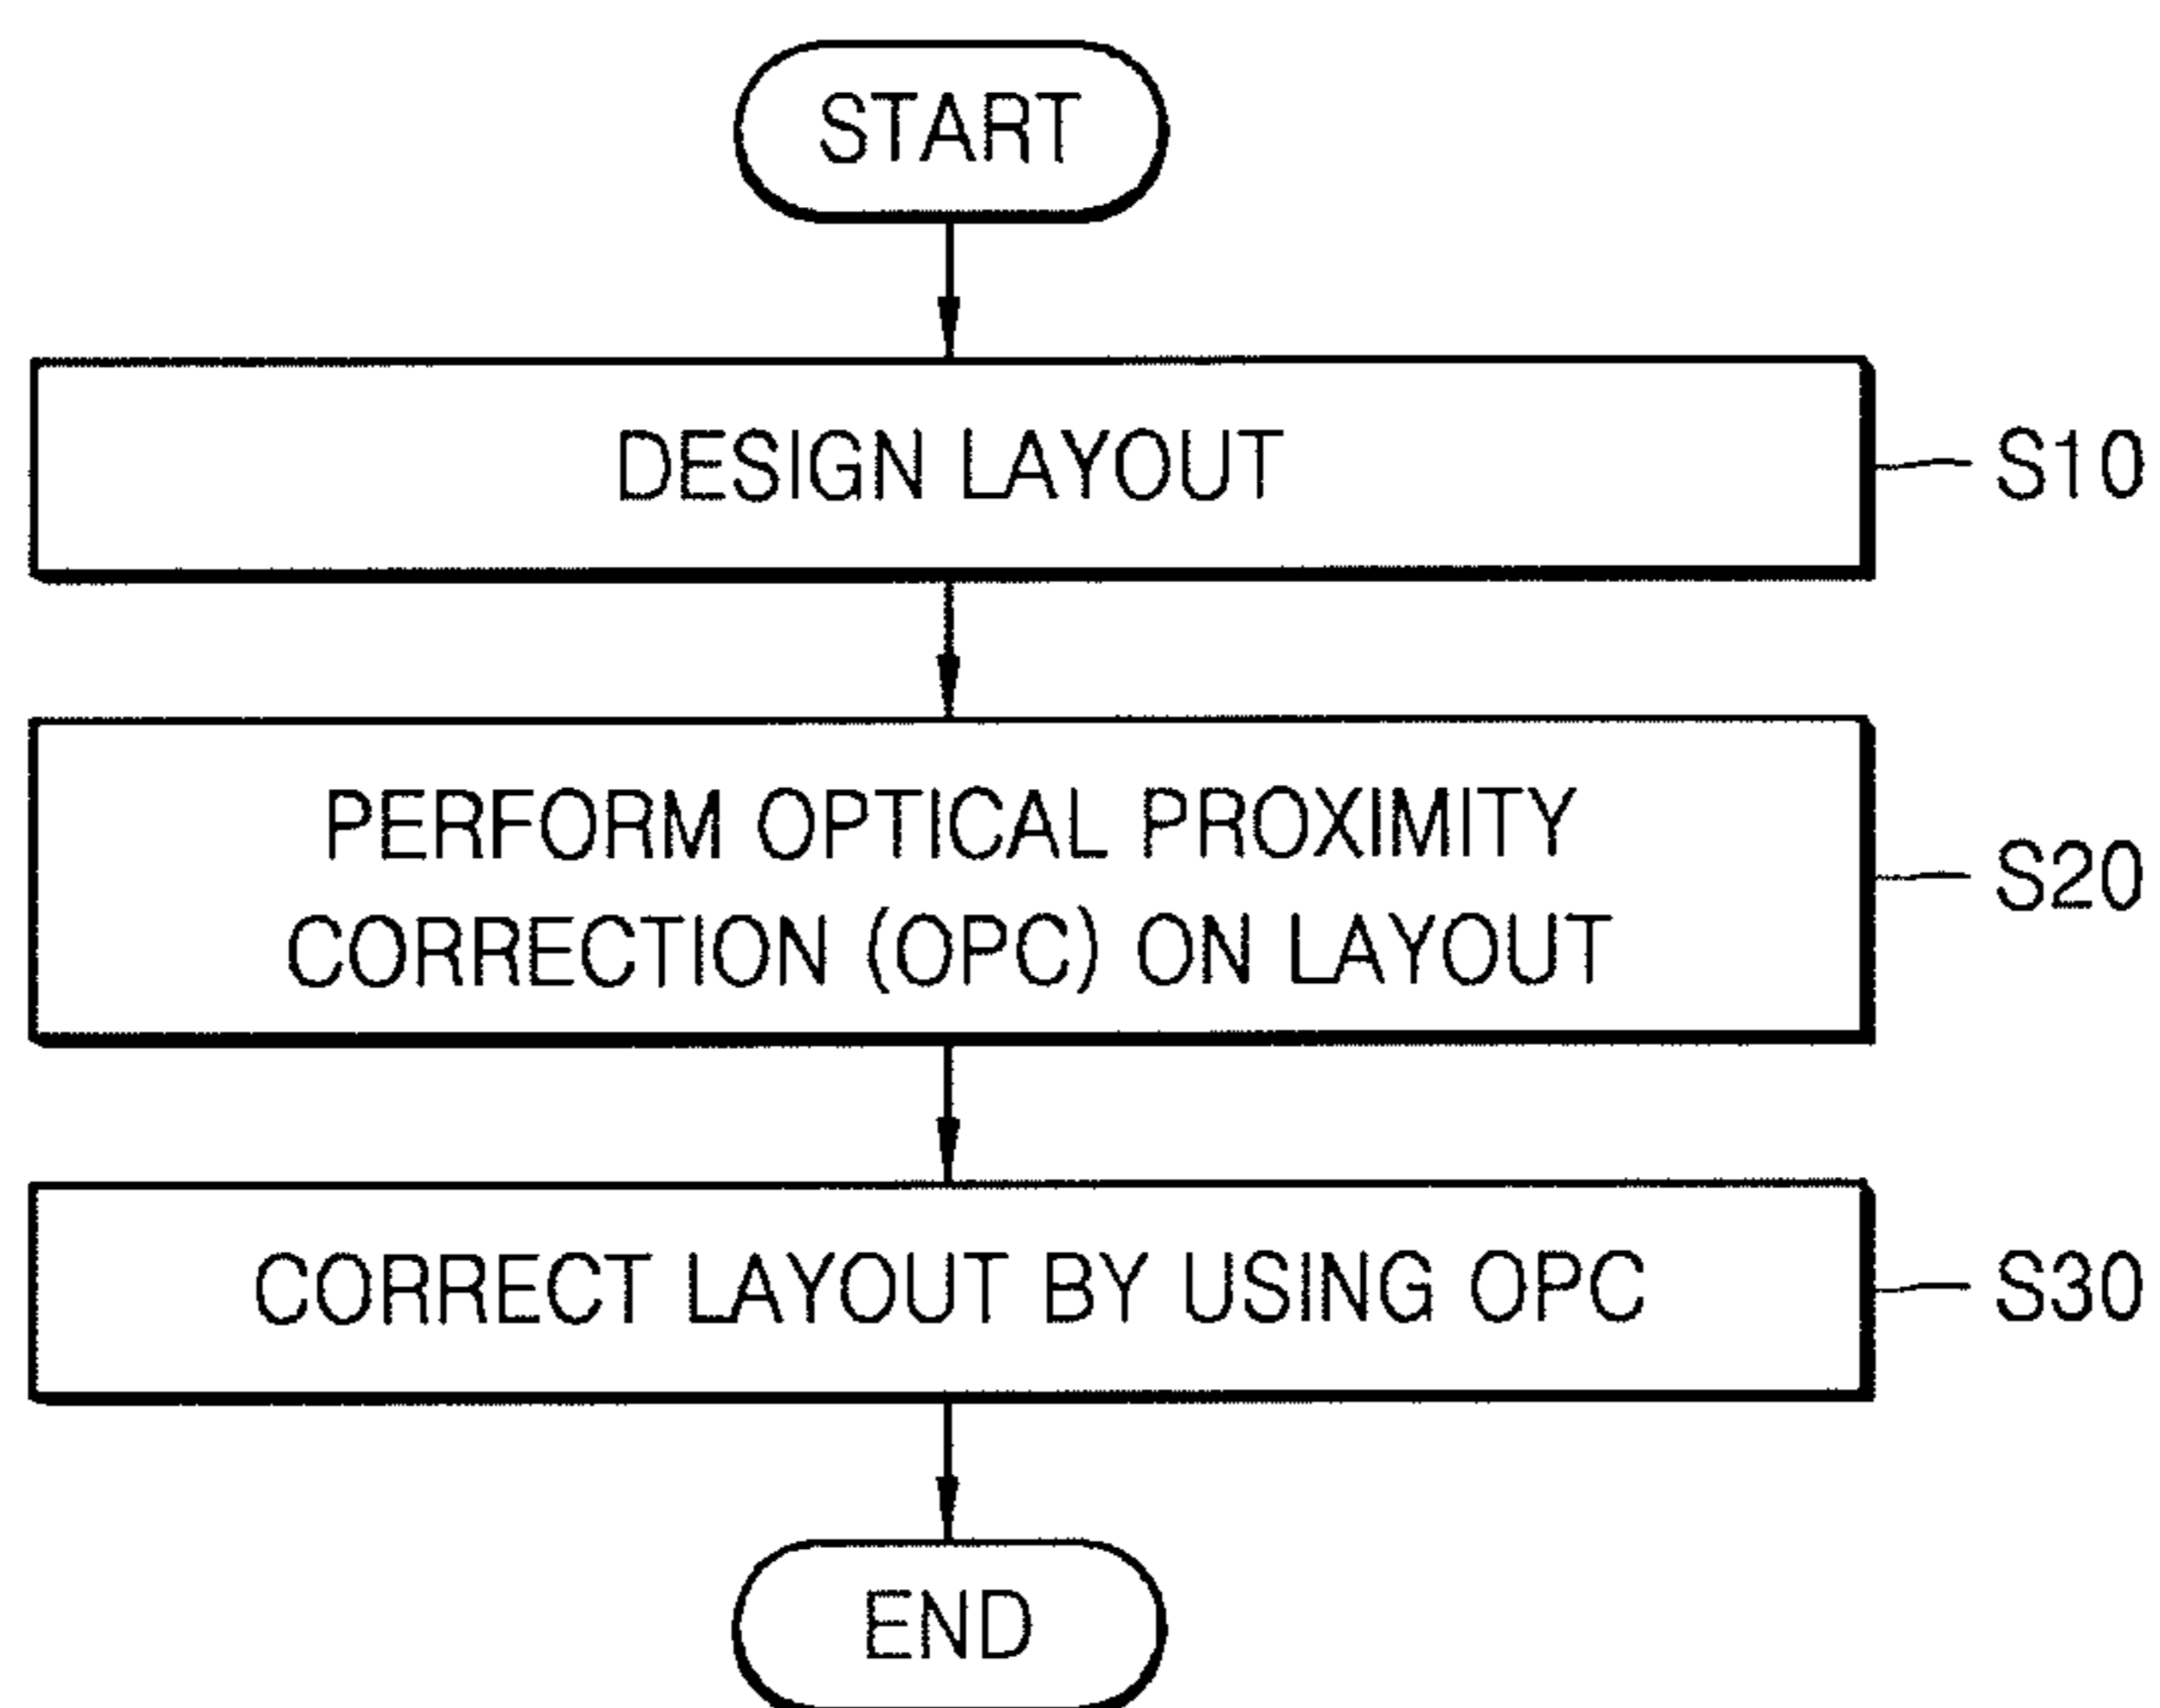 START
DESIGN LAYOUT
S10
PERFORM OPTICAL PROXIMITY
CORRECTION (OPC) ON LAYOUT
S20
CORRECT LAYOUT BY USING OPC
S30
END